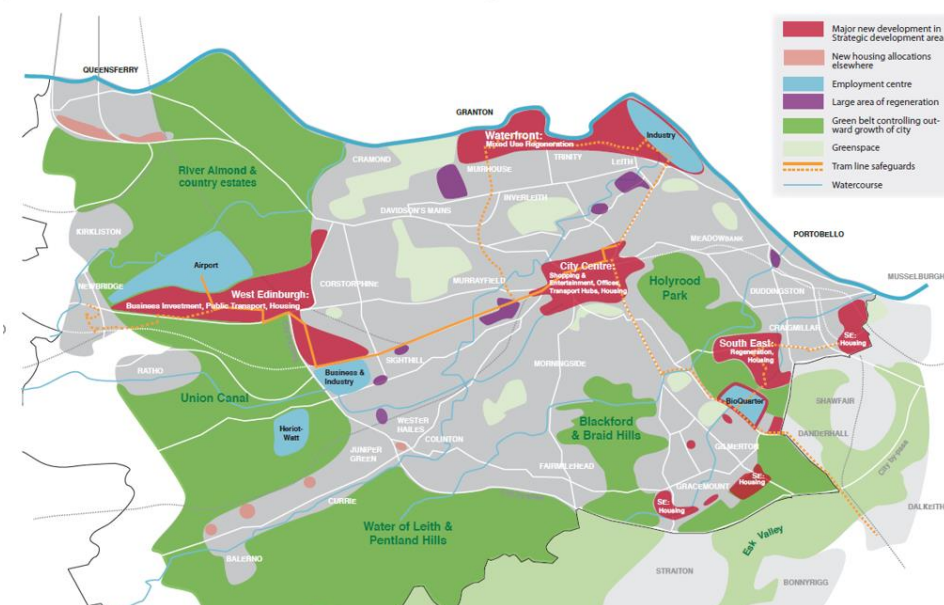 Major new development in
Strategic development area
New housing allocations
elsewhere
Employment centre
Large area of regeneration
Green belt controlling out-
ward growth of city
Greenspace
Tram line safeguards
Watercourse
QUEENSFERRY
GRANTON
Waterfront:
Mixed Use Regeneration
Industry
CRAMOND
MUIRHOUSE
TRINITY
LEITH
River Almond &
country estates
INVERLEITH
DAVIDSON'S MAINS
KIRKLISTON
MEADOWBANK
PORTOBELLO
Airport
City Centre:
Shopping &
Entertainment, Offices,
Transport Hubs, Housing
Holyrood
Park
MUSSELBURGH
NEWBRIDGE
West Edinburgh:
Business Investment, Public Transport, Housing
CORSTORPHINE
MURRAYFIELD
DUDDINGSTON
CRAIGMILLAR
SE:
Housing
South East:
Regeneration,
Housing
SIGHTHILL
MORNINGSIDE
RATHO
Business &
Industry
Union Canal
BioQuarter
SHAWFAIR
Heriot-
Watt
WESTER
HAILES
COLINTON
Blackford
& Braid Hills
DANDERHALL
GILMERTON
City by-pass
JUNIPER
GREEN
FAIRMILEHEAD
GRACEMOUNT
SE:
Housing
SE:
Housing
CURRIE
DALKEITH
Water of Leith &
Pentland Hills
Esk Valley
BALERNO
STRAITON
BONNYRIGG